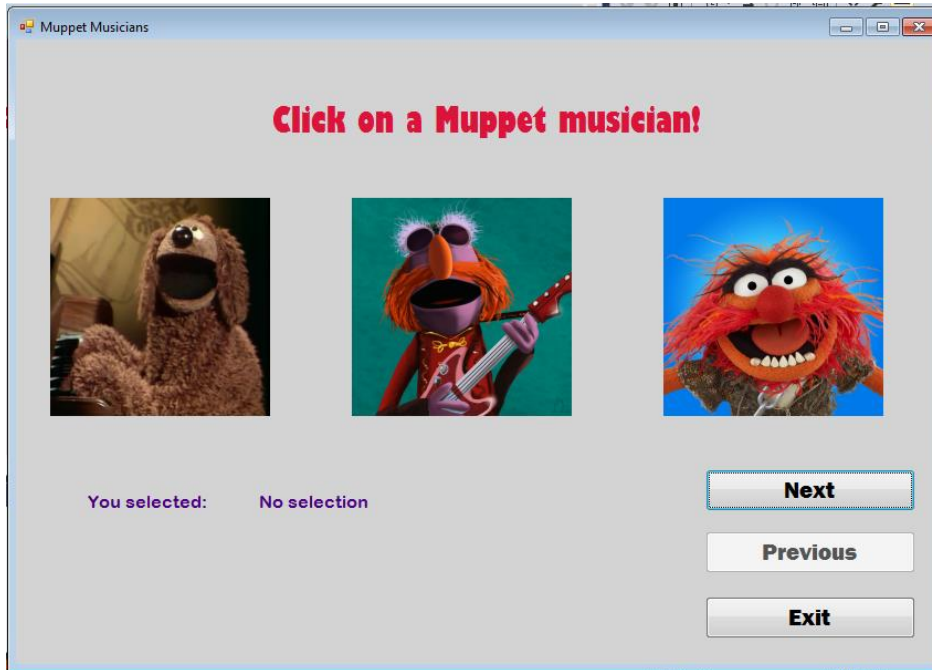 Muppet Musicians
Click on a Muppet musician!
You selected: No selection
Next
Previous
Exit